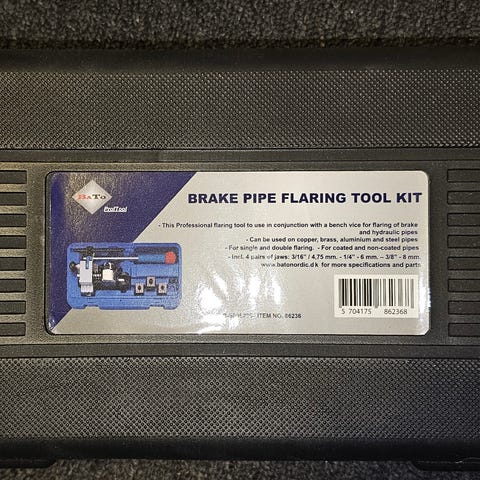 BaTo
ProfTool
BRAKE PIPE FLARING TOOL KIT
- This Professional flaring tool to use in conjunction with a bench vice for flaring of brake
and hydraulic pipes
- Can be used on copper, brass, aluminium and steel pipes
- For single and double flaring. - For coated and non-coated pipes
- Incl. 4 pairs of jaws: 3/16" / 4,75 mm. - 1/4" - 6 mm. – 3/8" - 8 mm.
www.batonordic.dk for more specifications and parts
ITEM NO. 86236
5 704175 862368